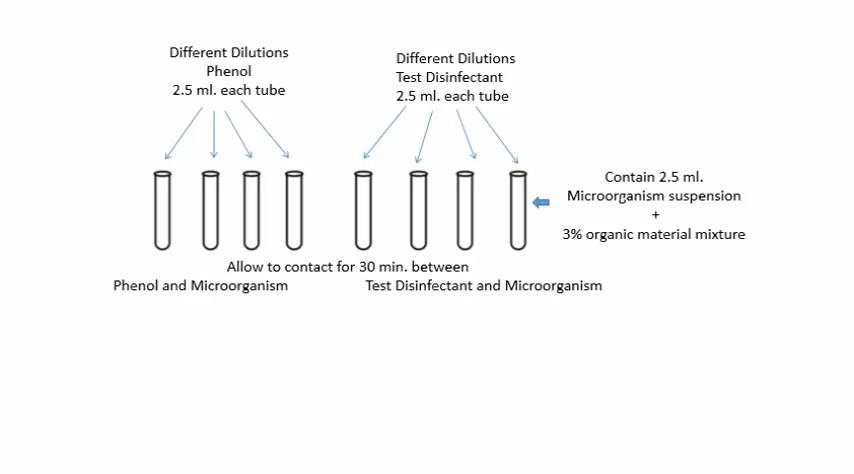 Different Dilutions
Phenol
2.5 ml. each tube
Different Dilutions
Test Disinfectant
2.5 ml. each tube
Contain 2.5 ml.
Microorganism suspension
+
3% organic material mixture
Allow to contact for 30 min. between
Phenol and Microorganism
Test Disinfectant and Microorganism